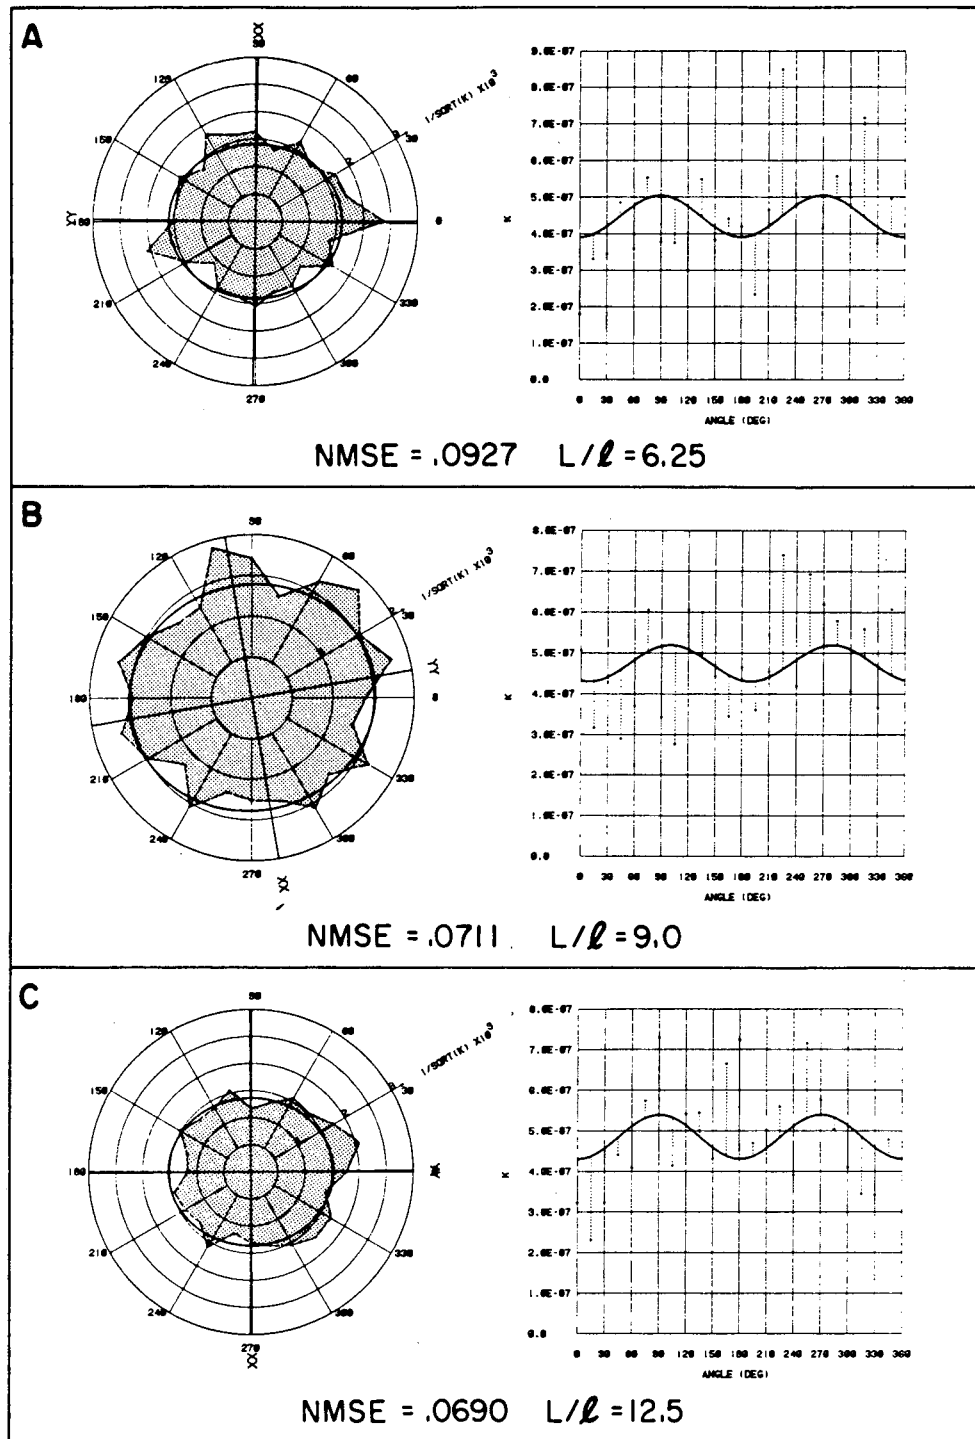 A
XX
90
120
60
1/SQRT(K) X10³
150
30
XY
180
0
210
330
240
300
270
9.0E-07
8.0E-07
7.0E-07
6.0E-07
5.0E-07
K
4.0E-07
3.0E-07
2.0E-07
1.0E-07
0.0
0 30 60 90 120 150 180 210 240 270 300 330 360
ANGLE (DEG)
NMSE = .0927 L/ℓ = 6.25
B
90
120
60
1/SQRT(K) X10³
150
30
YY
180
0
210
330
240
300
270
XX
8.0E-07
7.0E-07
6.0E-07
5.0E-07
K
4.0E-07
3.0E-07
2.0E-07
1.0E-07
0.0
0 30 60 90 120 150 180 210 240 270 300 330 360
ANGLE (DEG)
NMSE = .0711 L/ℓ = 9.0
C
90
120
60
1/SQRT(K) X10³
150
30
180
210
330
240
300
270
XX
8.0E-07
7.0E-07
6.0E-07
5.0E-07
K
4.0E-07
3.0E-07
2.0E-07
1.0E-07
0.0
0 30 60 90 120 150 180 210 240 270 300 330 360
ANGLE (DEG)
NMSE = .0690 L/ℓ = 12.5